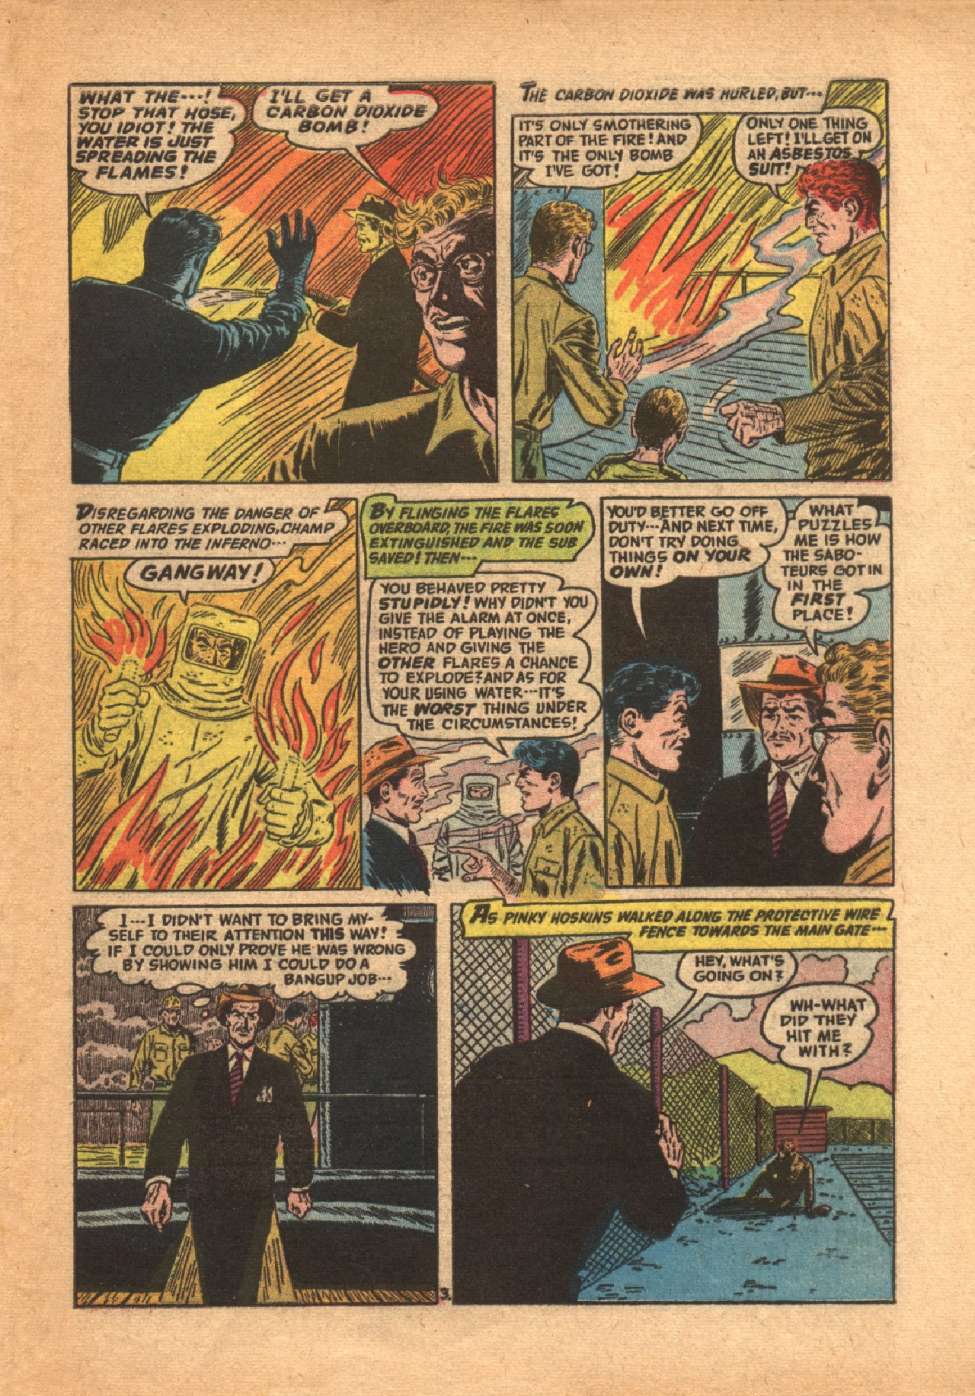 WHAT THE---!
STOP THAT HOSE,
YOU IDIOT! THE
WATER IS JUST
SPREADING THE
FLAMES!
I'LL GET A
CARBON DIOXIDE
BOMB!
THE CARBON DIOXIDE WAS HURLED, BUT---
IT'S ONLY SMOTHERING
PART OF THE FIRE! AND
IT'S THE ONLY BOMB
I'VE GOT!
ONLY ONE THING
LEFT! I'LL GET ON
AN ASBESTOS
SUIT!
DISREGARDING THE DANGER OF
OTHER FLARES EXPLODING, CHAMP
RACED INTO THE INFERNO---
GANGWAY!
BY FLINGING THE FLARES
OVERBOARD, THE FIRE WAS SOON
EXTINGUISHED AND THE SUB
SAVED! THEN---
YOU BEHAVED PRETTY
STUPIDLY! WHY DIDN'T YOU
GIVE THE ALARM AT ONCE,
INSTEAD OF PLAYING THE
HERO AND GIVING THE
OTHER FLARES A CHANCE
TO EXPLODE? AND AS FOR
YOUR USING WATER---IT'S
THE WORST THING UNDER
THE CIRCUMSTANCES!
YOU'D BETTER GO OFF
DUTY---AND NEXT TIME,
DON'T TRY DOING
THINGS ON YOUR
OWN!
WHAT
PUZZLES
ME IS HOW
THE SABO-
TEURS GOT IN
IN THE
FIRST
PLACE!
I---I DIDN'T WANT TO BRING MY-
SELF TO THEIR ATTENTION THIS WAY!
IF I COULD ONLY PROVE HE WAS WRONG
BY SHOWING HIM I COULD DO A
BANGUP JOB---
3.
AS PINKY HOSKINS WALKED ALONG THE PROTECTIVE WIRE
FENCE TOWARDS THE MAIN GATE---
HEY, WHAT'S
GOING ON?
WH-WHAT
DID THEY
HIT ME
WITH?